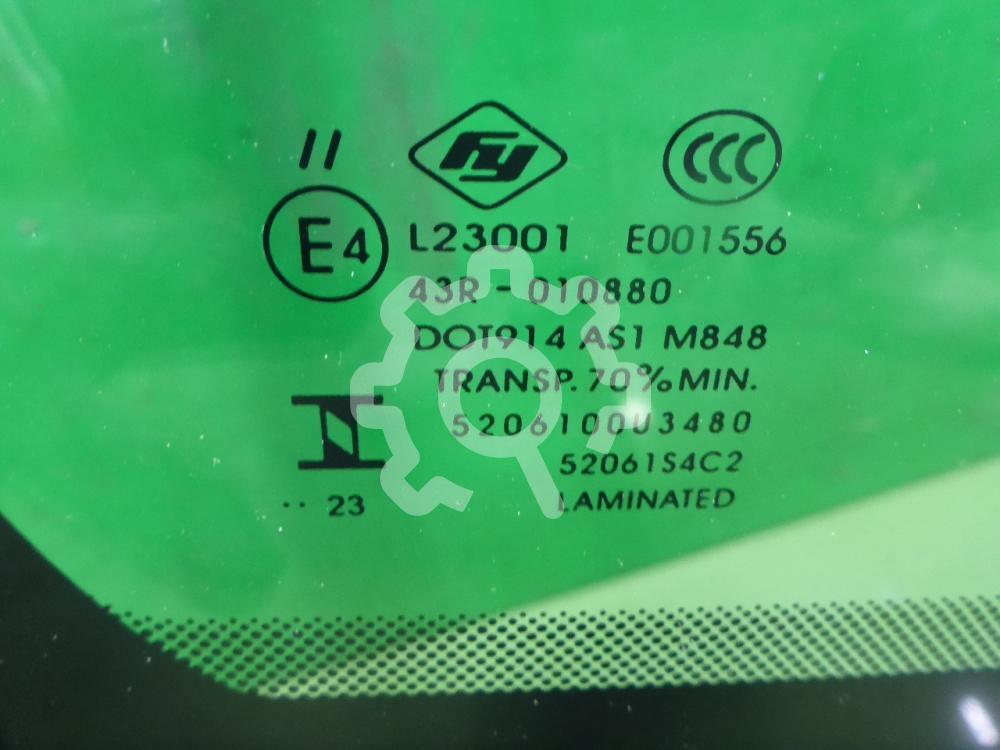 II
FY
CCC
E4
L23001 E001556
43R - 010880
DOT914 AS1 M848
TRANSP. 70% MIN.
5206100U3480
52061S4C2
·· 23
LAMINATED